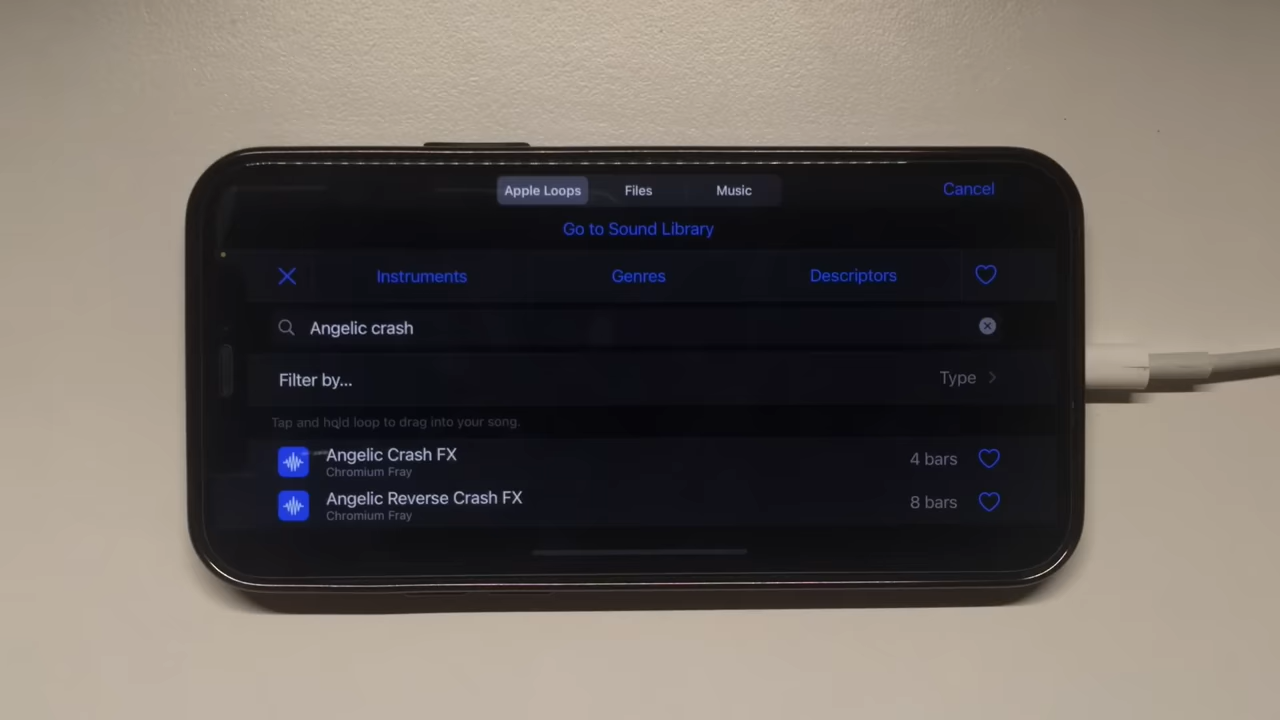 Apple Loops Files Music Cancel
Go to Sound Library
Instruments Genres Descriptors
Angelic crash
Filter by... Type
Tap and hold loop to drag into your song.
Angelic Crash FX 4 bars
Chromium Fray
Angelic Reverse Crash FX 8 bars
Chromium Fray